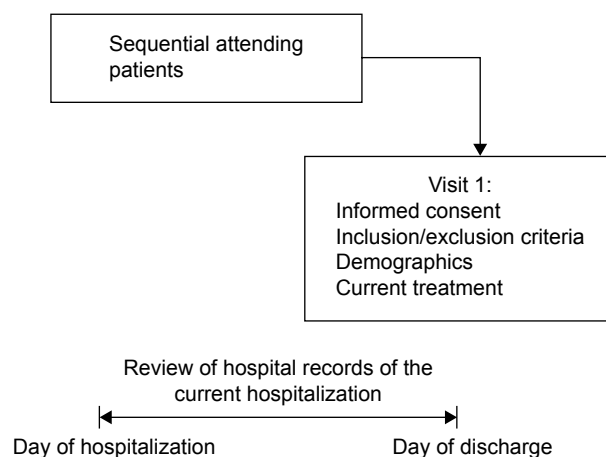 Sequential attending
patients
Visit 1:
Informed consent
Inclusion/exclusion criteria
Demographics
Current treatment
Review of hospital records of the
current hospitalization
Day of hospitalization
Day of discharge